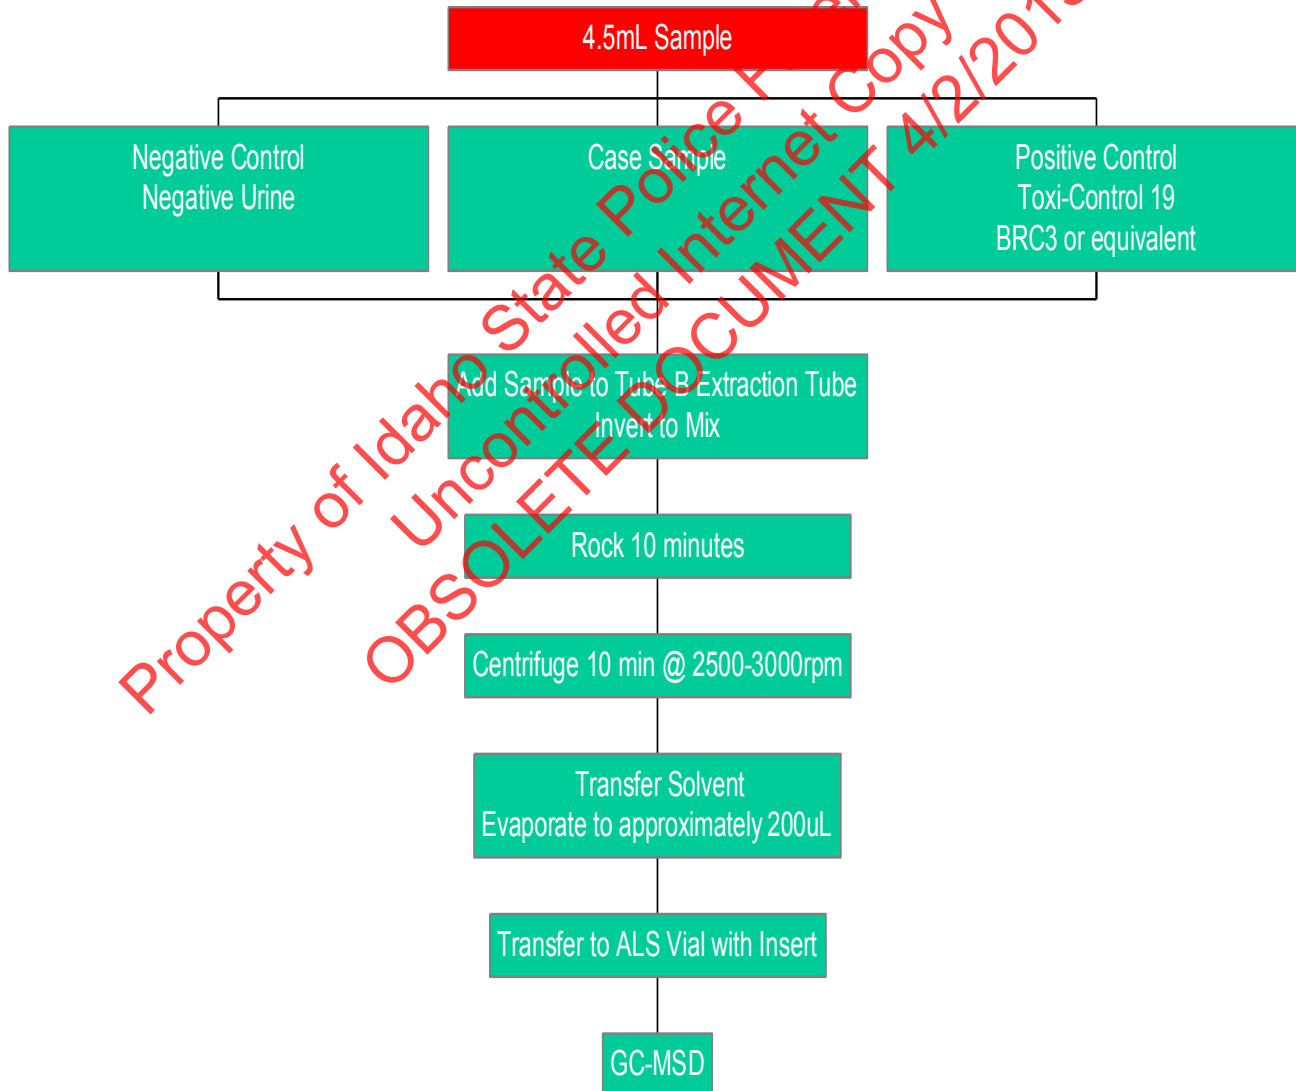 4.5mL Sample
Negative Control
Negative Urine
Case Sample
Positive Control
Toxi-Control 19
BRC3 or equivalent
Add Sample to Tube B Extraction Tube
Invert to Mix
Rock 10 minutes
Centrifuge 10 min @ 2500-3000rpm
Transfer Solvent
Evaporate to approximately 200uL
Transfer to ALS Vial with Insert
GC-MSD
Property of Idaho State Police
Uncontrolled Internet Copy
OBSOLETE DOCUMENT